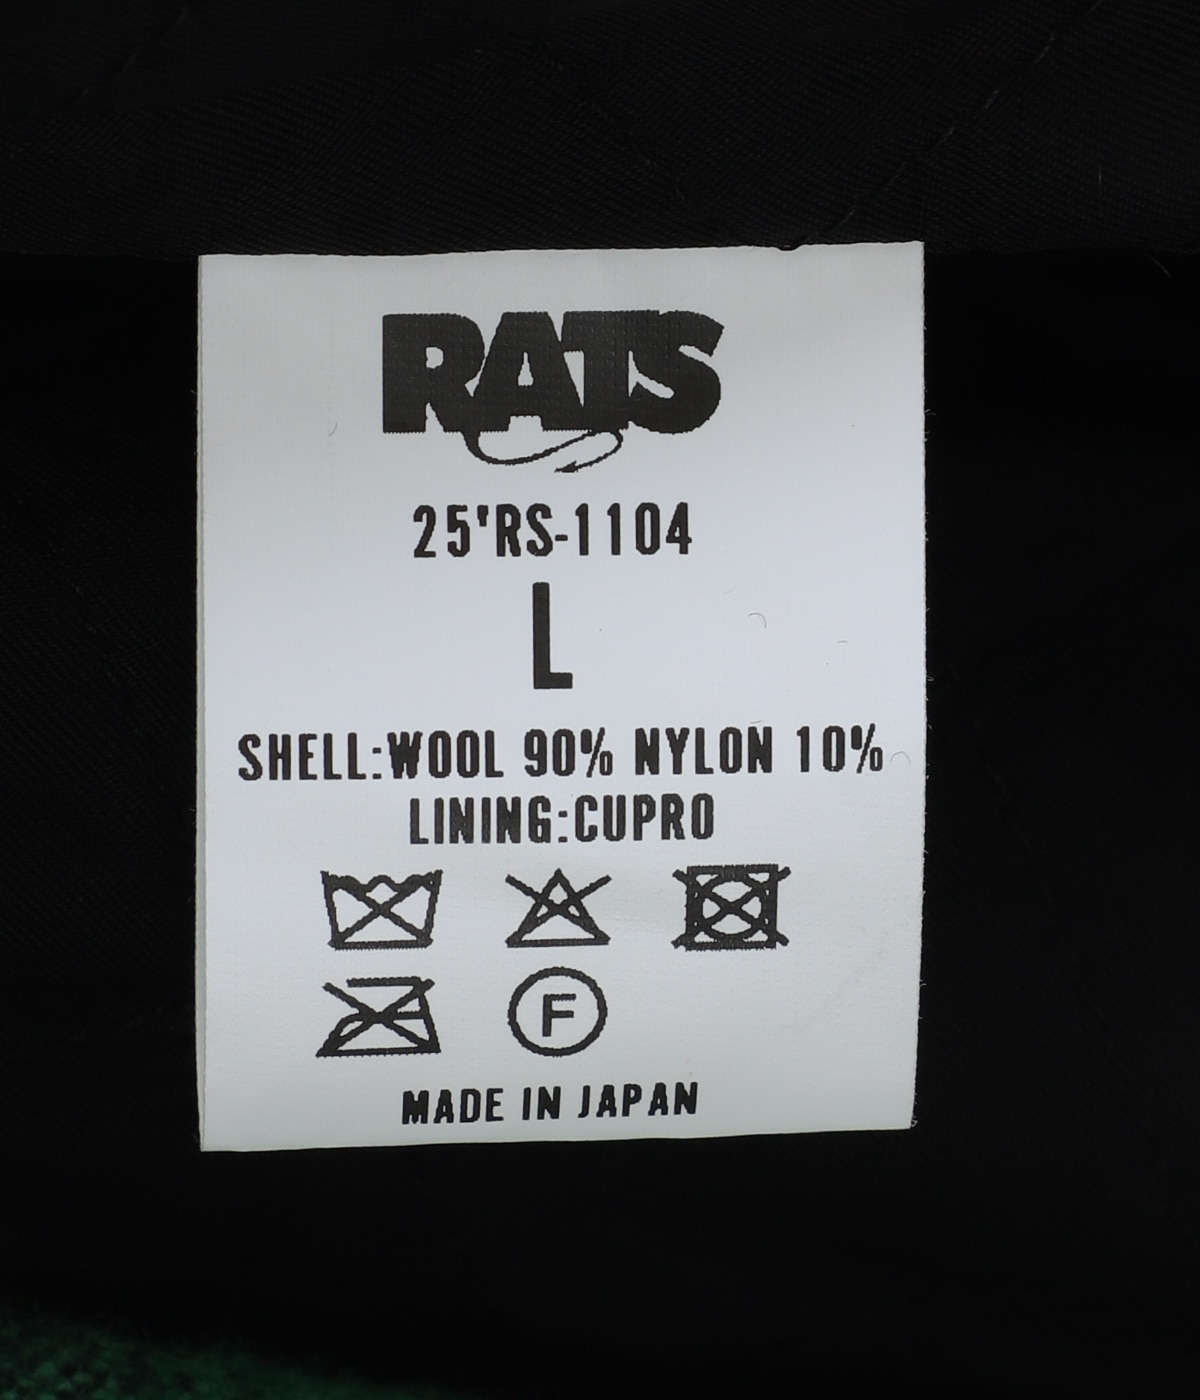 RATS
25'RS-1104
L
SHELL:WOOL 90% NYLON 10%
LINING:CUPRO
F
MADE IN JAPAN